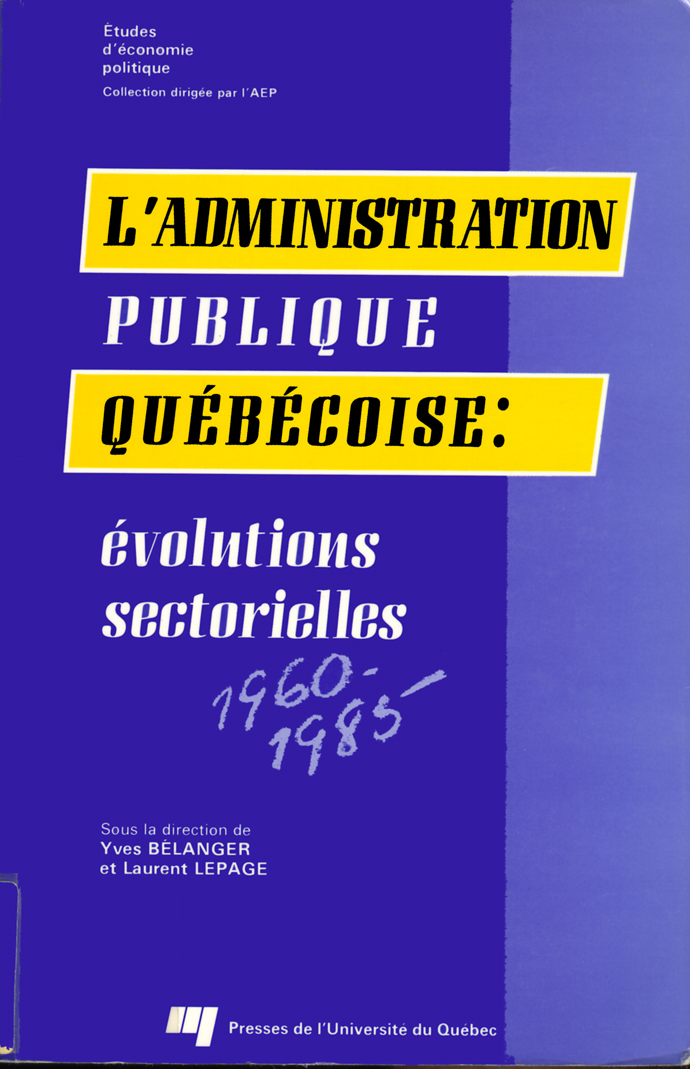 Études
d'économie
politique
Collection dirigée par l'AEP
L'ADMINISTRATION
PUBLIQUE
QUÉBÉCOISE:
évolutions
sectorielles
1960-
1985
Sous la direction de
Yves BÉLANGER
et Laurent LEPAGE
Presses de l'Université du Québec